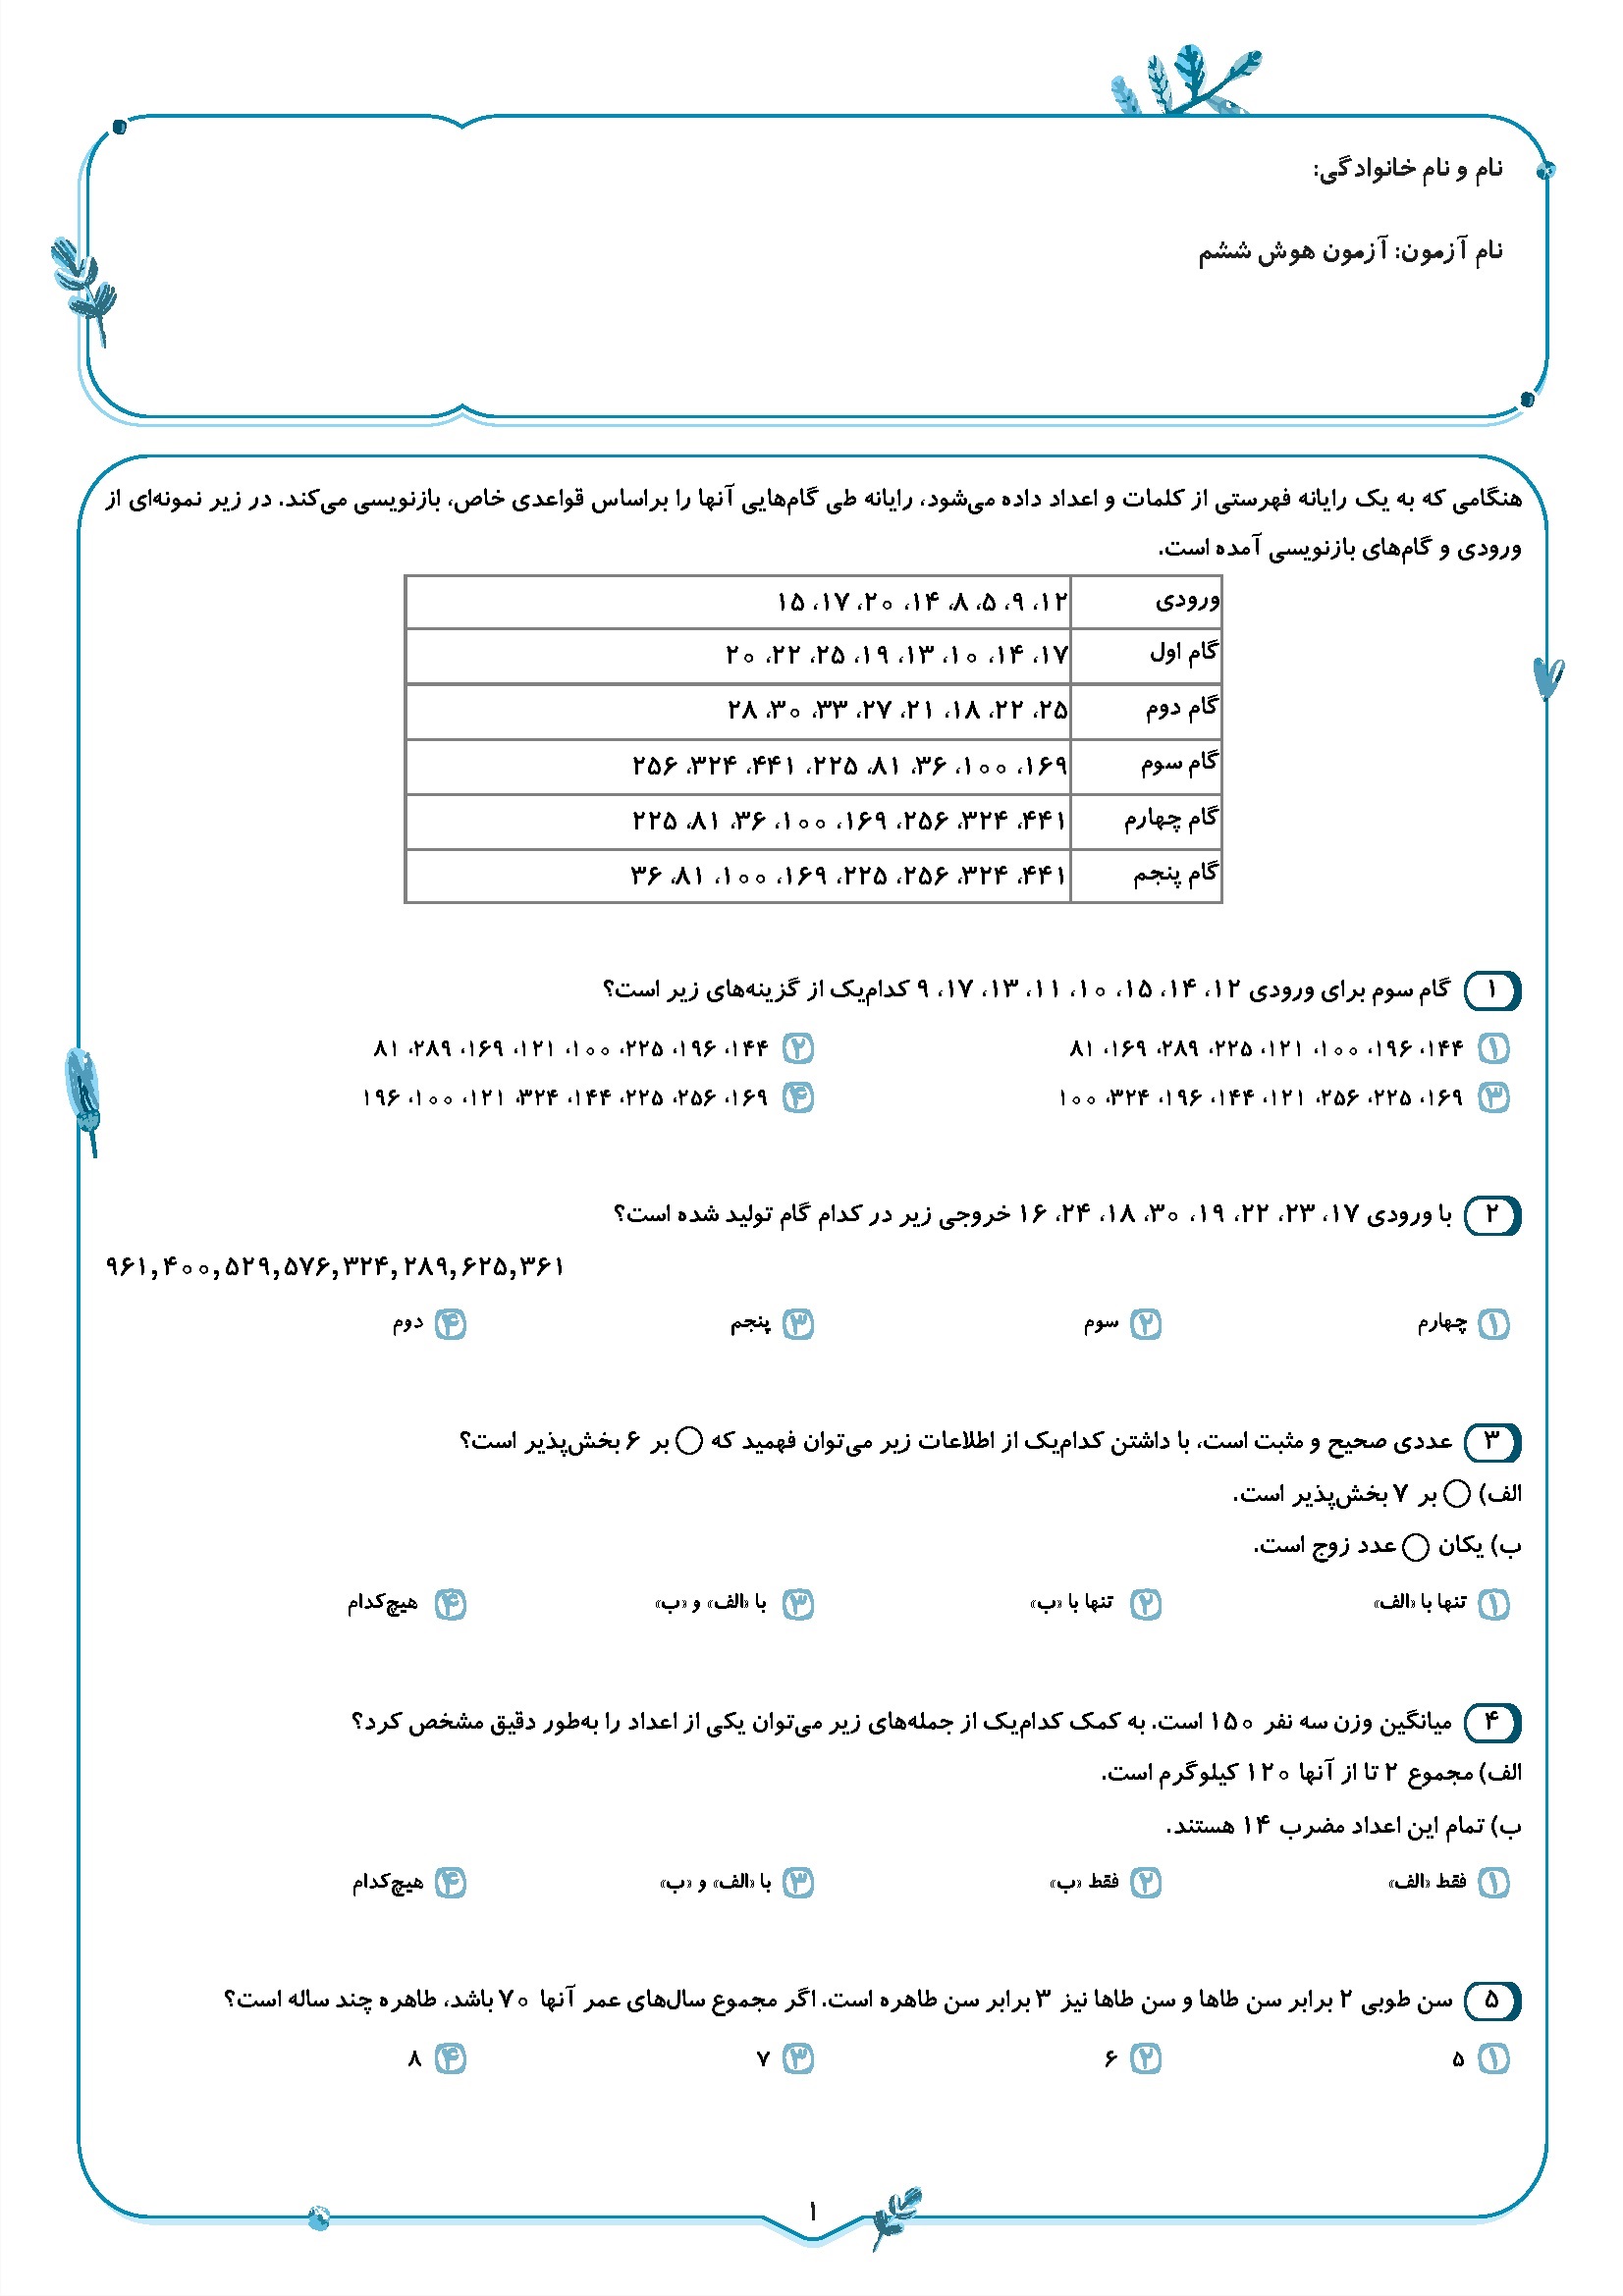 نام و نام خانوادگی:
نام آزمون: آزمون هوش ششم
هنگامی که به یک رایانه فهرستی از کلمات و اعداد داده می‌شود، رایانه طی گام‌هایی آنها را براساس قواعدی خاص، بازنویسی می‌کند. در زیر نمونه‌ای از
ورودی و گام‌های بازنویسی آمده است.
ورودی ۱۲، ۹، ۵، ۸، ۱۴، ۲۰، ۱۷، ۱۵
گام اول ۱۷، ۱۴، ۱۰، ۱۳، ۱۹، ۲۵، ۲۲، ۲۰
گام دوم ۲۵، ۲۲، ۱۸، ۲۱، ۲۷، ۳۳، ۳۰، ۲۸
گام سوم ۱۶۹، ۱۰۰، ۳۶، ۸۱، ۲۲۵، ۴۴۱، ۳۲۴، ۲۵۶
گام چهارم ۴۴۱، ۳۲۴، ۲۵۶، ۱۶۹، ۱۰۰، ۳۶، ۸۱، ۲۲۵
گام پنجم ۴۴۱، ۳۲۴، ۲۵۶، ۲۲۵، ۱۶۹، ۱۰۰، ۸۱، ۳۶
۱ گام سوم برای ورودی ۱۲، ۱۴، ۱۵، ۱۰، ۱۱، ۱۳، ۱۷، ۹ کدام‌یک از گزینه‌های زیر است؟
۱ ۱۴۴، ۱۹۶، ۱۰۰، ۱۲۱، ۲۲۵، ۲۸۹، ۱۶۹، ۸۱ ۲ ۱۴۴، ۱۹۶، ۲۲۵، ۱۰۰، ۱۲۱، ۱۶۹، ۲۸۹، ۸۱
۳ ۱۶۹، ۲۲۵، ۲۵۶، ۱۲۱، ۱۴۴، ۱۹۶، ۳۲۴، ۱۰۰ ۴ ۱۶۹، ۲۵۶، ۲۲۵، ۱۴۴، ۳۲۴، ۱۲۱، ۱۰۰، ۱۹۶
۲ با ورودی ۱۷، ۲۳، ۲۲، ۱۹، ۳۰، ۱۸، ۲۴، ۱۶ خروجی زیر در کدام گام تولید شده است؟
۹۶۱,۴۰۰,۵۲۹,۵۷۶,۳۲۴,۲۸۹,۶۲۵,۳۶۱
۱ چهارم ۲ سوم ۳ پنجم ۴ دوم
۳ عددی صحیح و مثبت است، با داشتن کدام‌یک از اطلاعات زیر می‌توان فهمید که ◯ بر ۶ بخش‌پذیر است؟
الف) ◯ بر ۷ بخش‌پذیر است.
ب) یکان ◯ عدد زوج است.
۱ تنها با «الف» ۲ تنها با «ب» ۳ با «الف» و «ب» ۴ هیچ‌کدام
۴ میانگین وزن سه نفر ۱۵۰ است. به کمک کدام‌یک از جمله‌های زیر می‌توان یکی از اعداد را به‌طور دقیق مشخص کرد؟
الف) مجموع ۲ تا از آنها ۱۲۰ کیلوگرم است.
ب) تمام این اعداد مضرب ۱۴ هستند.
۱ فقط «الف» ۲ فقط «ب» ۳ با «الف» و «ب» ۴ هیچ‌کدام
۵ سن طوبی ۲ برابر سن طاها و سن طاها نیز ۳ برابر سن طاهره است. اگر مجموع سال‌های عمر آنها ۷۰ باشد، طاهره چند ساله است؟
۱ ۵ ۲ ۶ ۳ ۷ ۴ ۸
۱